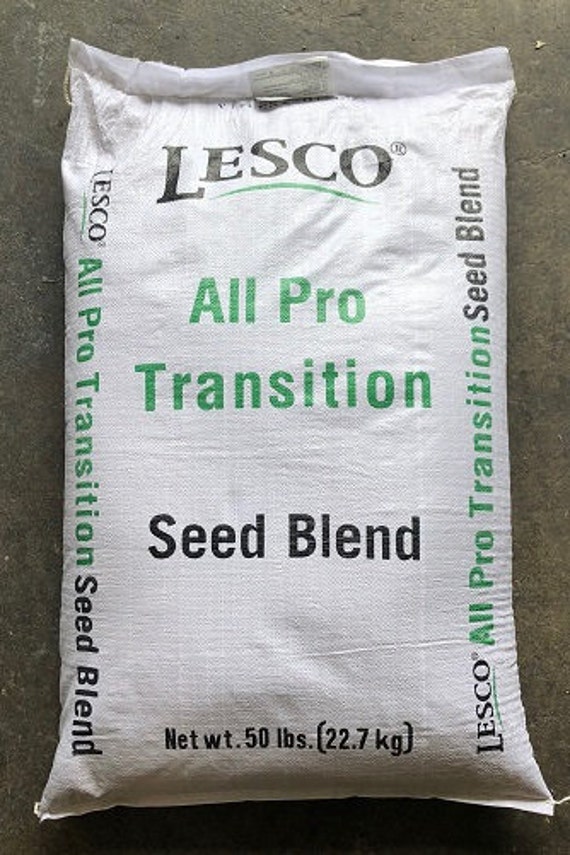 LESCO®
All Pro
Transition
Seed Blend
Net wt. 50 lbs. (22.7 kg)
LESCO® All Pro Transition Seed Blend
LESCO® All Pro Transition Seed Blend